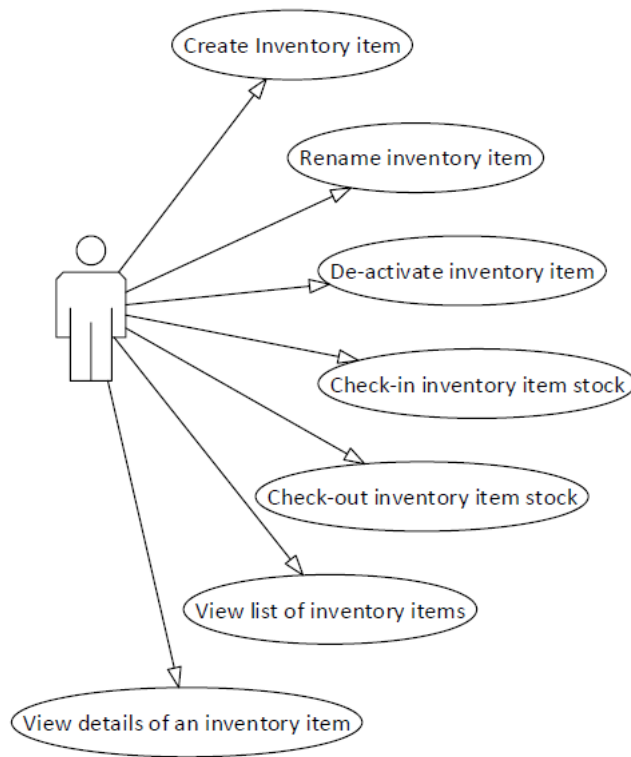 Create Inventory item
Rename inventory item
De-activate inventory item
Check-in inventory item stock
Check-out inventory item stock
View list of inventory items
View details of an inventory item